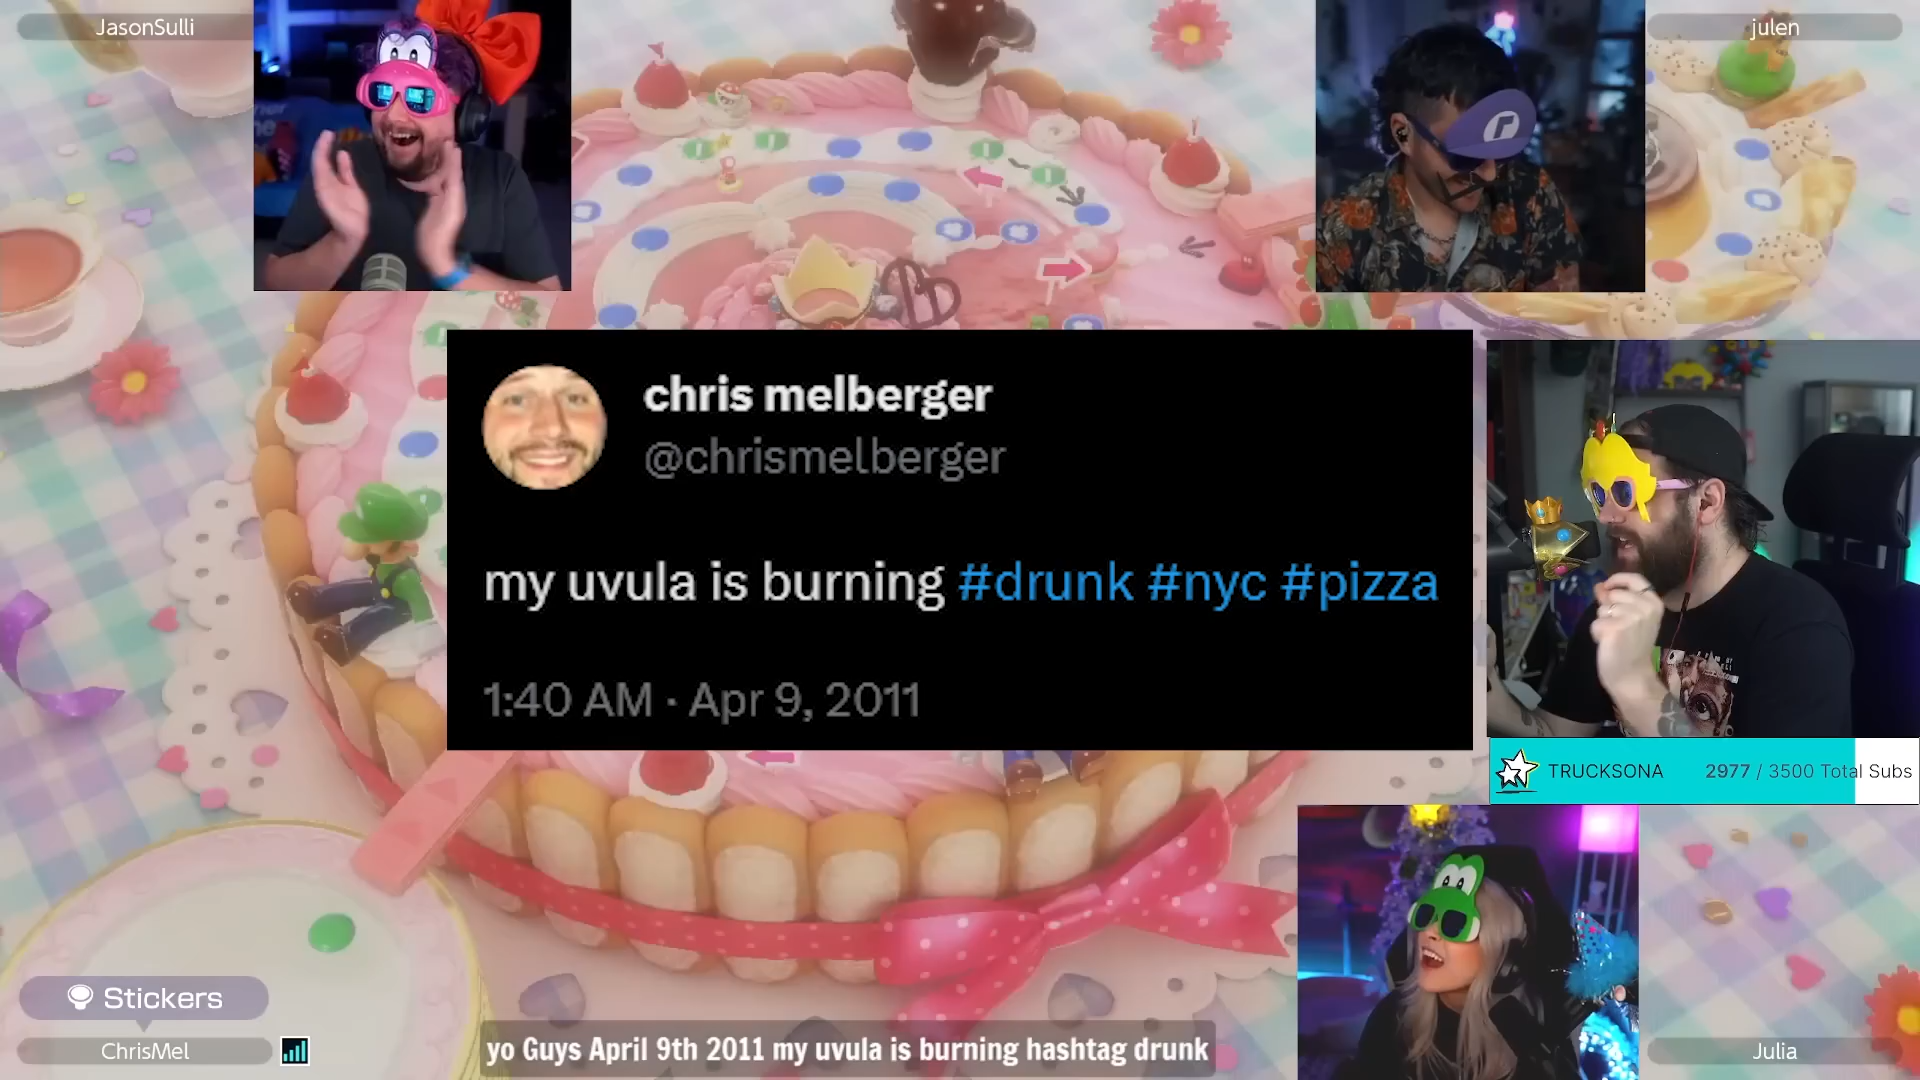 JasonSulli
julen
chris melberger
@chrismelberger
my uvula is burning #drunk #nyc #pizza
1:40 AM · Apr 9, 2011
TRUCKSONA 2977 / 3500 Total Subs
Stickers
ChrisMel
yo Guys April 9th 2011 my uvula is burning hashtag drunk
Julia